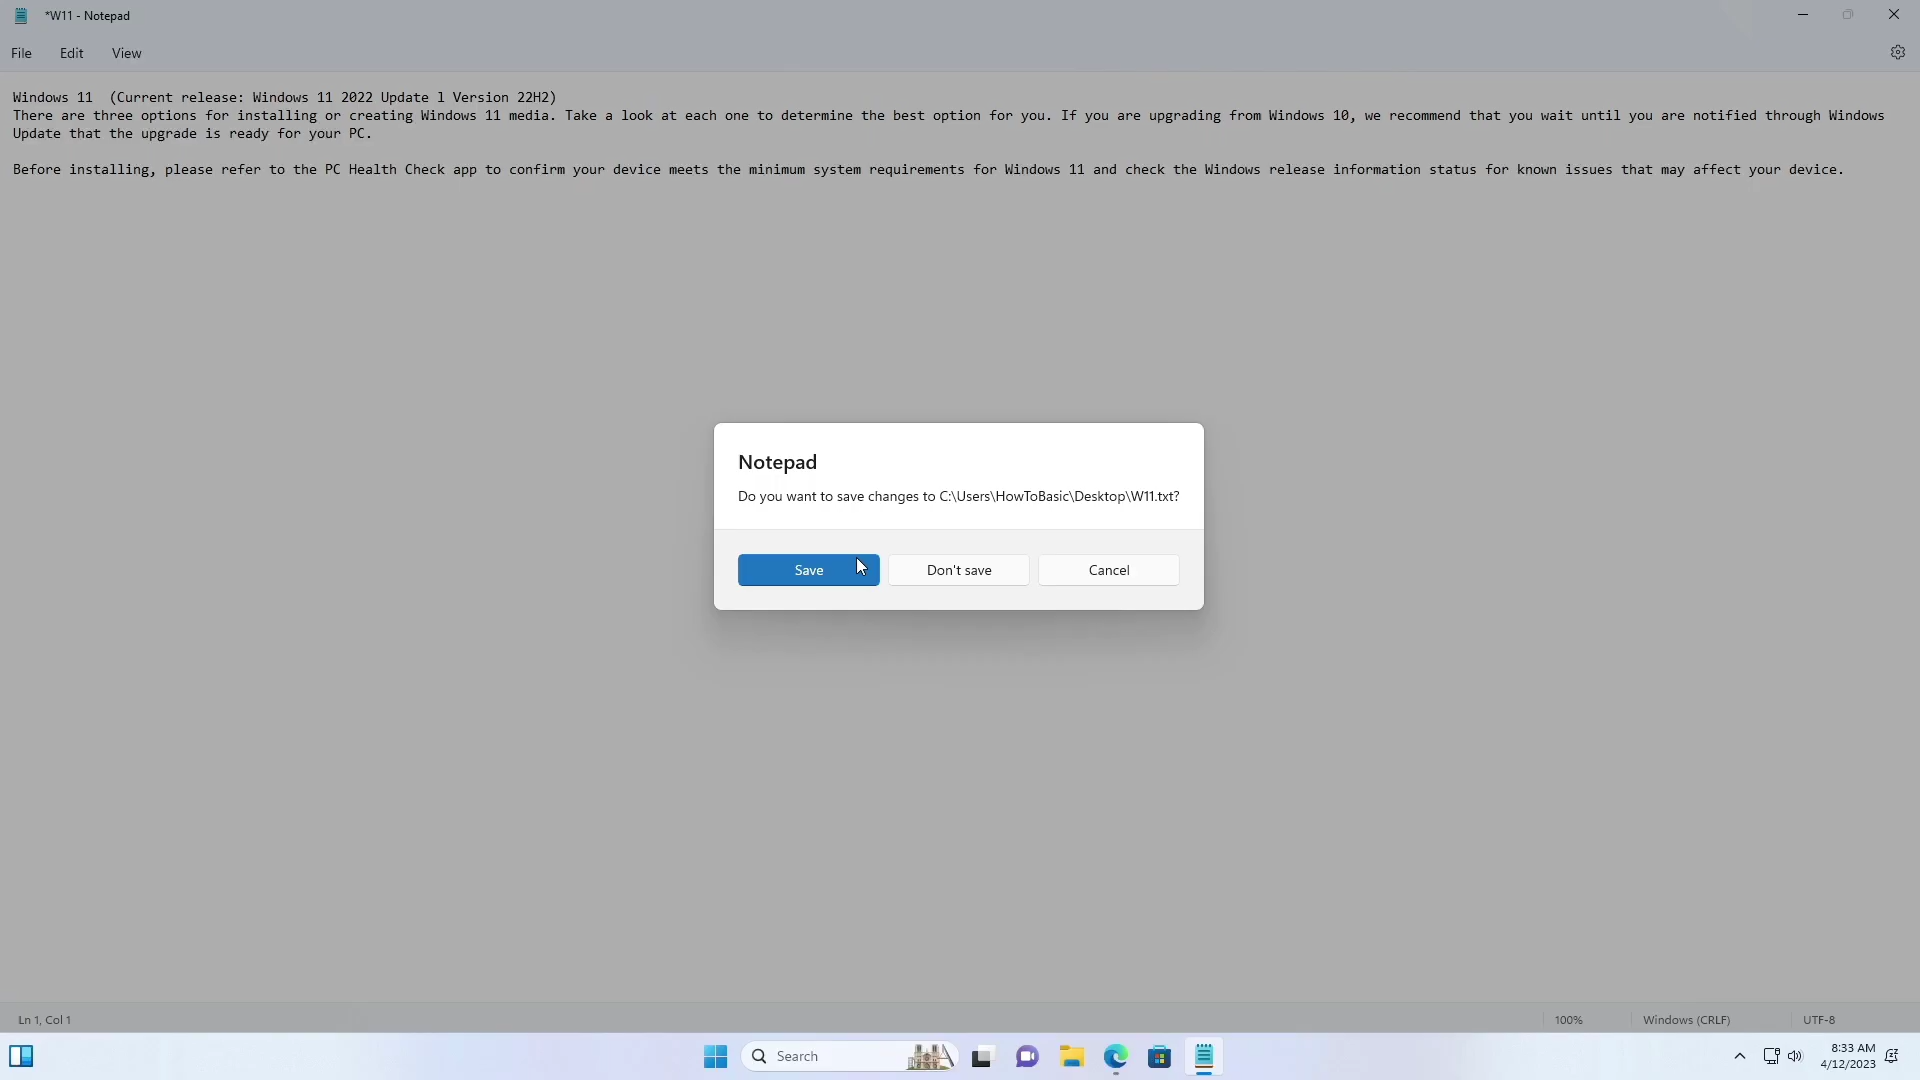 *W11 - Notepad
File Edit View
Windows 11  (Current release: Windows 11 2022 Update l Version 22H2)
There are three options for installing or creating Windows 11 media. Take a look at each one to determine the best option for you. If you are upgrading from Windows 10, we recommend that you wait until you are notified through Windows
Update that the upgrade is ready for your PC.
Before installing, please refer to the PC Health Check app to confirm your device meets the minimum system requirements for Windows 11 and check the Windows release information status for known issues that may affect your device.
Notepad
Do you want to save changes to C:\Users\HowToBasic\Desktop\W11.txt?
Save Don't save Cancel
Ln 1, Col 1 100% Windows (CRLF) UTF-8
Search
8:33 AM
4/12/2023